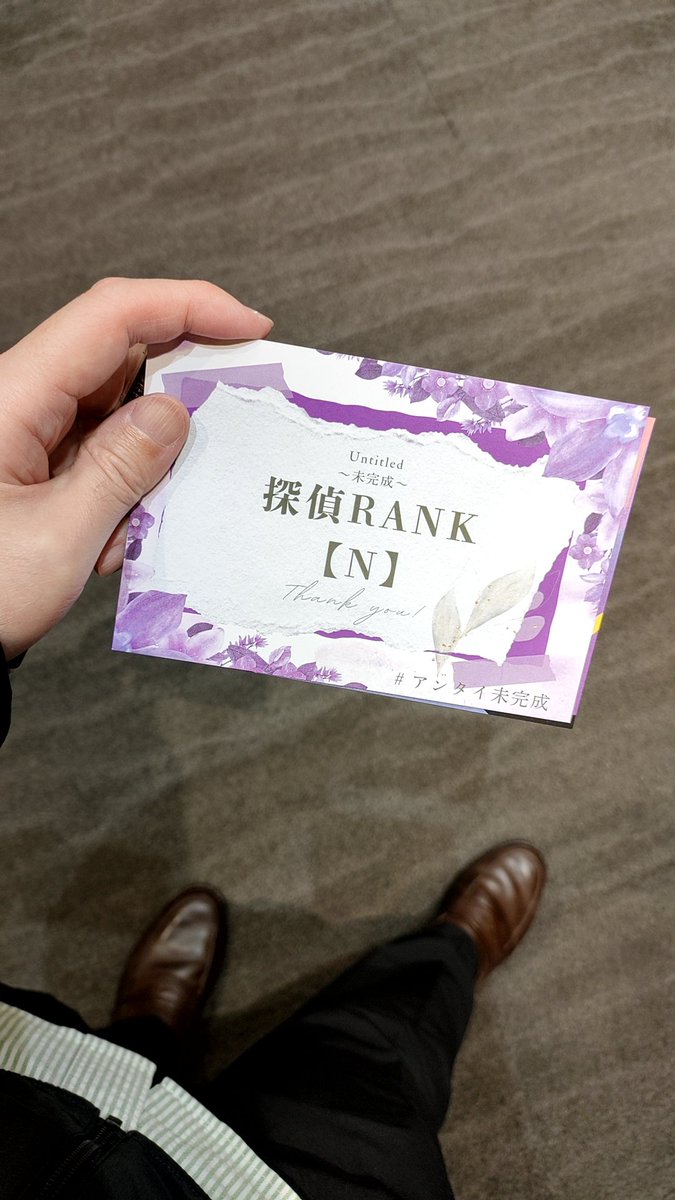 Untitled
～未完成～
探偵RANK
【N】
Thank you!
#アンタイ未完成